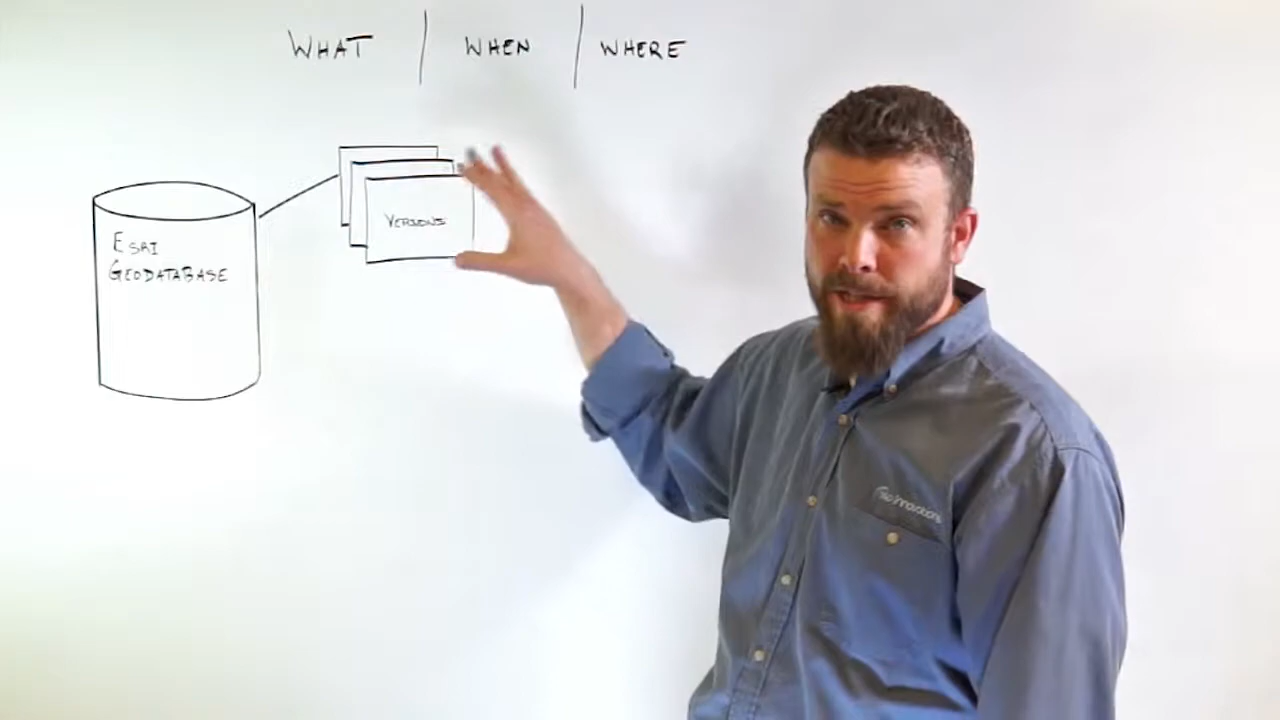 WHAT | WHEN | WHERE
VERSIONS
ESRI
GEODATABASE